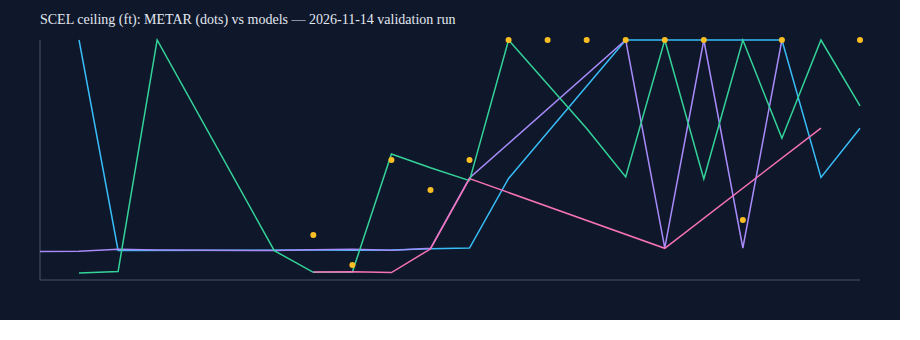 SCEL ceiling (ft): METAR (dots) vs models — 2026-11-14 validation run